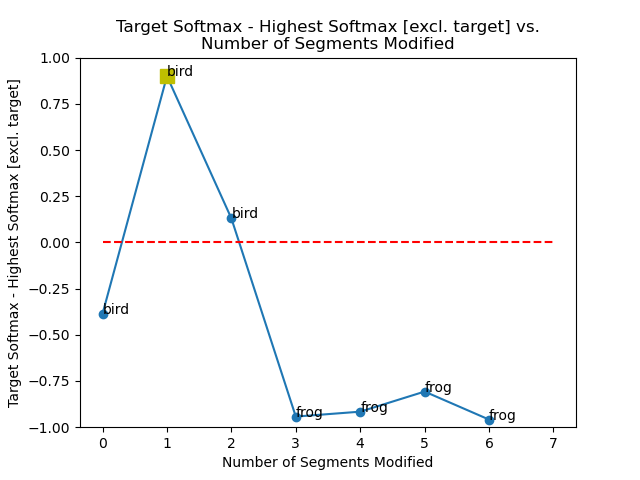 Target Softmax - Highest Softmax [excl. target] vs.
Number of Segments Modified
Target Softmax - Highest Softmax [excl. target]
1.00
0.75
0.50
0.25
0.00
−0.25
−0.50
−0.75
−1.00
bird
bird
bird
frog
frog
frog
frog
0 1 2 3 4 5 6 7
Number of Segments Modified